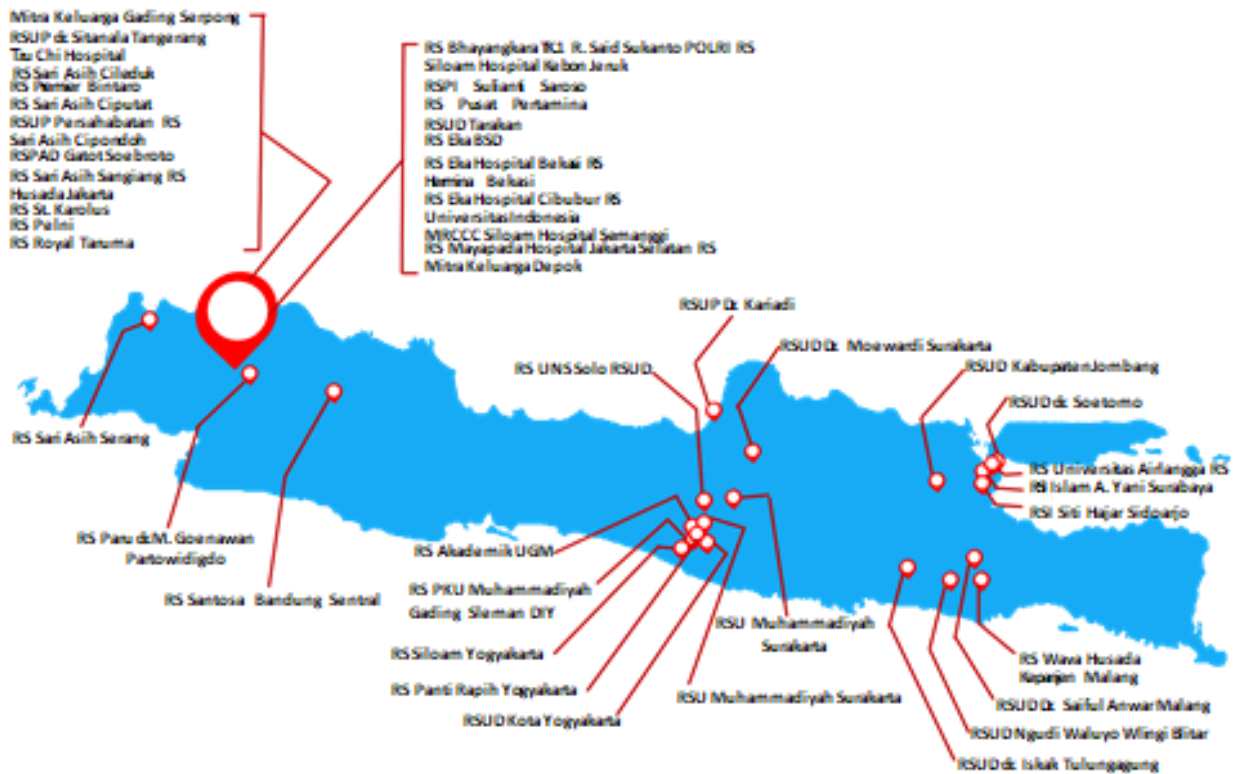 Mitra Keluarga Gading Serpong
RSUP dr. Sitanala Tangerang
Tzu Chi Hospital
RS Sari Asih Cileduk
RS Premier Bintaro
RS Sari Asih Ciputat
RSUP Persahabatan RS
Sari Asih Cipondoh
RSPAD Gatot Soebroto
RS Sari Asih Sangiang RS
Husada Jakarta
RS St. Karolus
RS Pelni
RS Royal Taruma
RS Bhayangkara TK1 R. Said Sukanto POLRI RS
Siloam Hospital Kebon Jeruk
RSPI Sulianti Saroso
RS Pusat Pertamina
RSUD Tarakan
RS Eka BSD
RS Eka Hospital Bekasi RS
Hermina Bekasi
RS Eka Hospital Cibubur RS
Universitas Indonesia
MRCCC Siloam Hospital Semanggi
RS Mayapada Hospital Jakarta Sellatan RS
Mitra Keluarga Depok
RSUP Dr. Kariadi
RSUD Dr. Moewardi Surakarta
RS UNS Solo RSUD
RSUD Kabupaten Jombang
RSUD dr. Soetomo
RS Sari Asih Serang
RS Universitas Airlangga RS
RSI Islam A. Yani Surabaya
RSI Siti Hajar Sidoarjo
RS Paru dr. M. Goenawan
Partowidigdo
RS Akademik UGM
RS Santosa Bandung Sentral
RS PKU Muhammadiyah
Gading Sleman DIY
RSU Muhammadiyah
Surakarta
RS Siloam Yogyakarta
RS Wava Husada
Kepanjen Malang
RS Panti Rapih Yogyakarta
RSU Muhammadiyah Surakarta
RSUD Dr. Saiful Anwar Malang
RSUD Kota Yogyakarta
RSUD Ngudi Waluyo Wlingi Blitar
RSUD dr. Iskak Tulungagung